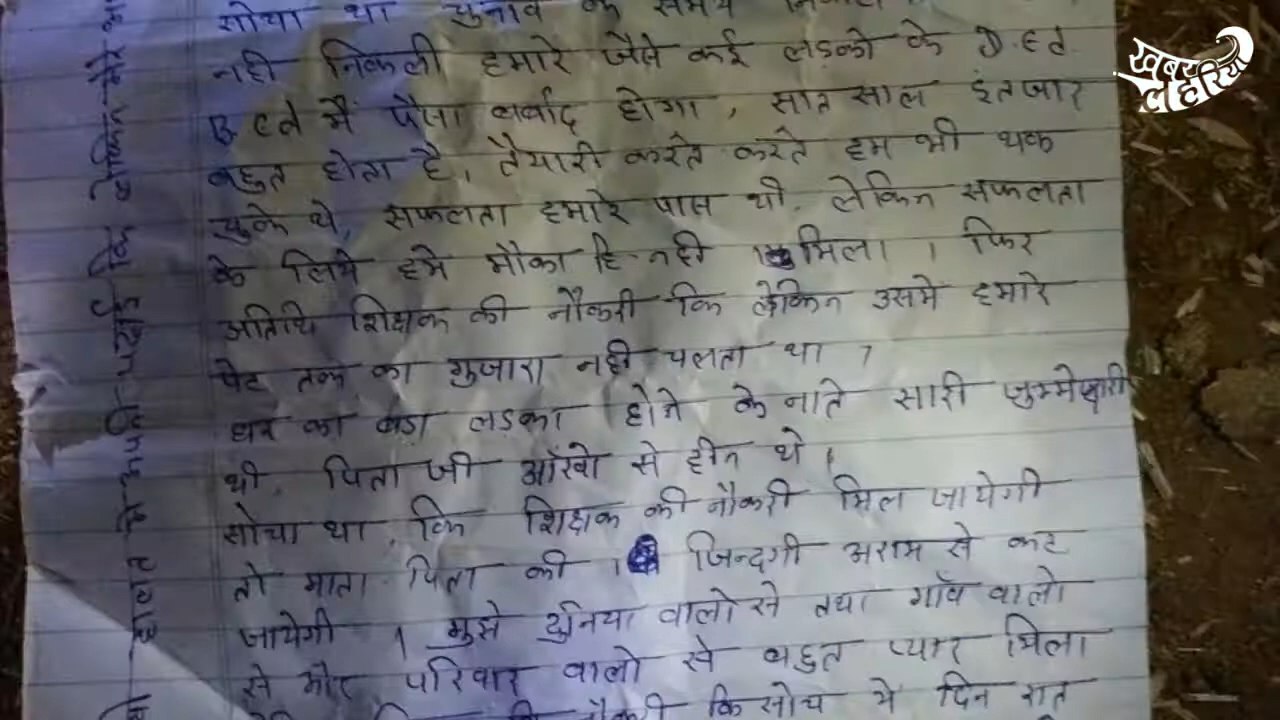 सोचा था चुनाव के समय
नही निकली हमारे जैसे कई लडको के D.Ed.
B.Ed में पैसा बर्बाद होगा, सात साल इंतजार
बहुत होता है, तैयारी करते करते हम भी थक
चुके थे, सफलता हमारे पास थी. लेकिन सफलता
के लिये हमे मौका हि नही मिला । फिर
अतिथि शिक्षक की नौकरी कि लेकिन उसमे हमारे
पेट तक का गुजारा नही चलता था ।
घर का बड़ा लडका होने के नाते सारी जुम्मेदारी
थी, पिता जी ऑखो से हीन थे ।
सोचा था, कि शिक्षक की नौकरी मिल जायेगी
तो माता पिता की जिन्दगी अराम से कट
जायेगी । मुझे दुनिया वालो से तथा गॉव वालो
से और परिवार वालो से बहुत प्यार मिला
नौकरी कि सोच मे दिन रात
खबर
लहरिया